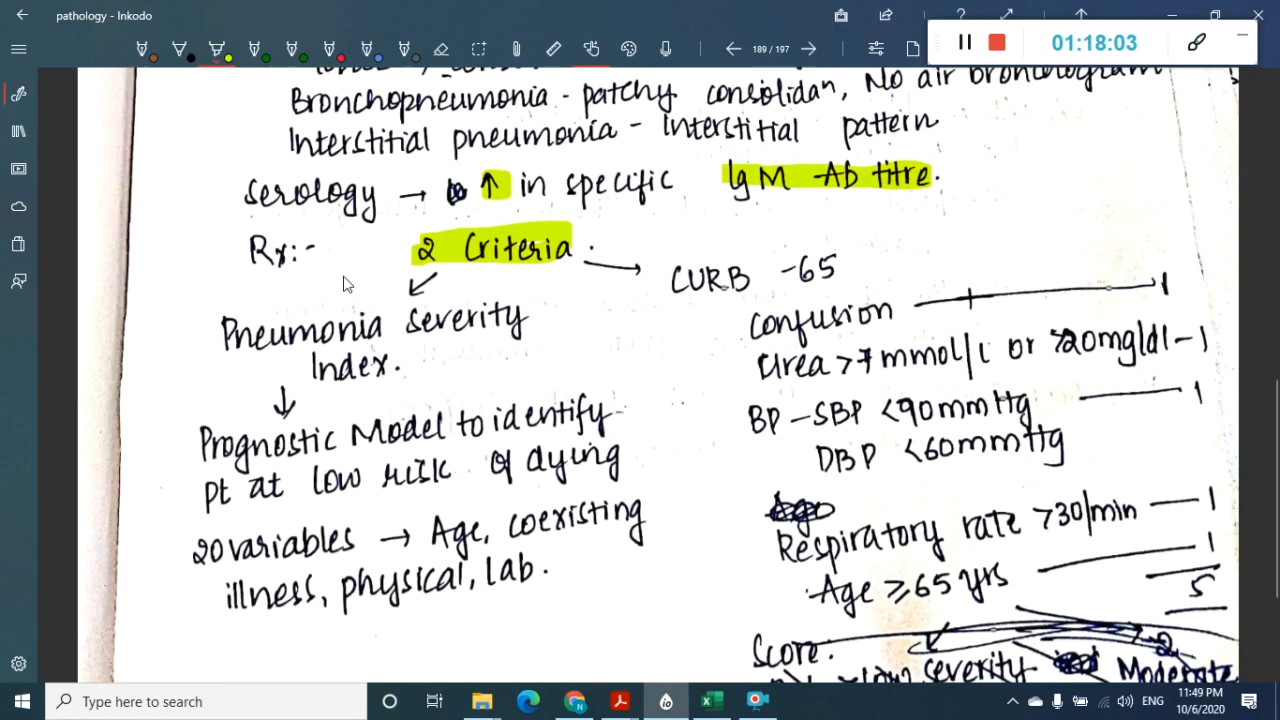 pathology - Inkodo
189 / 197
01:18:03
Bronchopneumonia - patchy consolidan, No air bronchogram
Interstitial pneumonia - Interstitial pattern
Serology → ↑ in specific IgM Ab titre.
Rx:- 2 Criteria.
→ CURB -65
Pneumonia Severity
Index.
↓
Prognostic Model to identify
Pt at low risk of dying
20 variables → Age, coexisting
illness, physical, lab.
Confusion 1
Urea >7 mmol/L or >20mg/dl - 1
BP - SBP <90mmHg 1
DBP <60mmHg
Respiratory rate >30/min — 1
Age ≥65 yrs 1
5
Score:
low severity Moderate
Type here to search
ENG
11:49 PM
10/6/2020